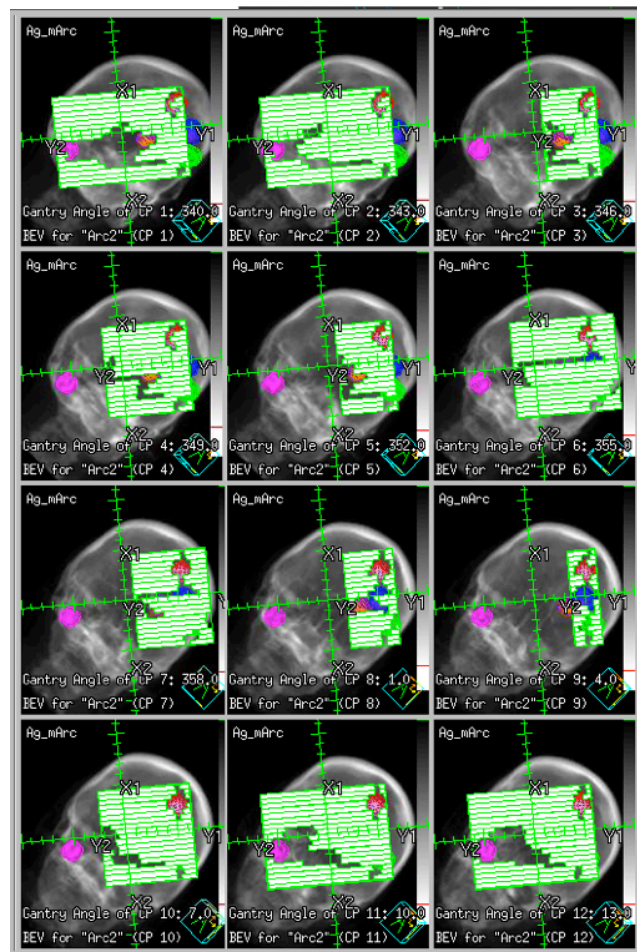 Ag_mArc
X1
Y1
Y2
X2
Gantry Angle of CP 1: 340.0
BEV for "Arc2" (CP 1)
Ag_mArc
X1
Y1
Y2
X2
Gantry Angle of CP 2: 343.0
BEV for "Arc2" (CP 2)
Ag_mArc
X1
Y1
Y2
X2
Gantry Angle of CP 3: 346.0
BEV for "Arc2" (CP 3)
Ag_mArc
X1
Y1
Y2
X2
Gantry Angle of CP 4: 349.0
BEV for "Arc2" (CP 4)
Ag_mArc
X1
Y1
Y2
X2
Gantry Angle of CP 5: 352.0
BEV for "Arc2" (CP 5)
Ag_mArc
X1
Y1
Y2
X2
Gantry Angle of CP 6: 355.0
BEV for "Arc2" (CP 6)
Ag_mArc
X1
Y1
Y2
X2
Gantry Angle of CP 7: 358.0
BEV for "Arc2" (CP 7)
Ag_mArc
X1
Y1
Y2
X2
Gantry Angle of CP 8: 1.0
BEV for "Arc2" (CP 8)
Ag_mArc
X1
Y1
Y2
X2
Gantry Angle of CP 9: 4.0
BEV for "Arc2" (CP 9)
Ag_mArc
X1
Y1
Y2
X2
Gantry Angle of CP 10: 7.0
BEV for "Arc2" (CP 10)
Ag_mArc
X1
Y1
Y2
X2
Gantry Angle of CP 11: 10.0
BEV for "Arc2" (CP 11)
Ag_mArc
X1
Y1
Y2
X2
Gantry Angle of CP 12: 13.0
BEV for "Arc2" (CP 12)